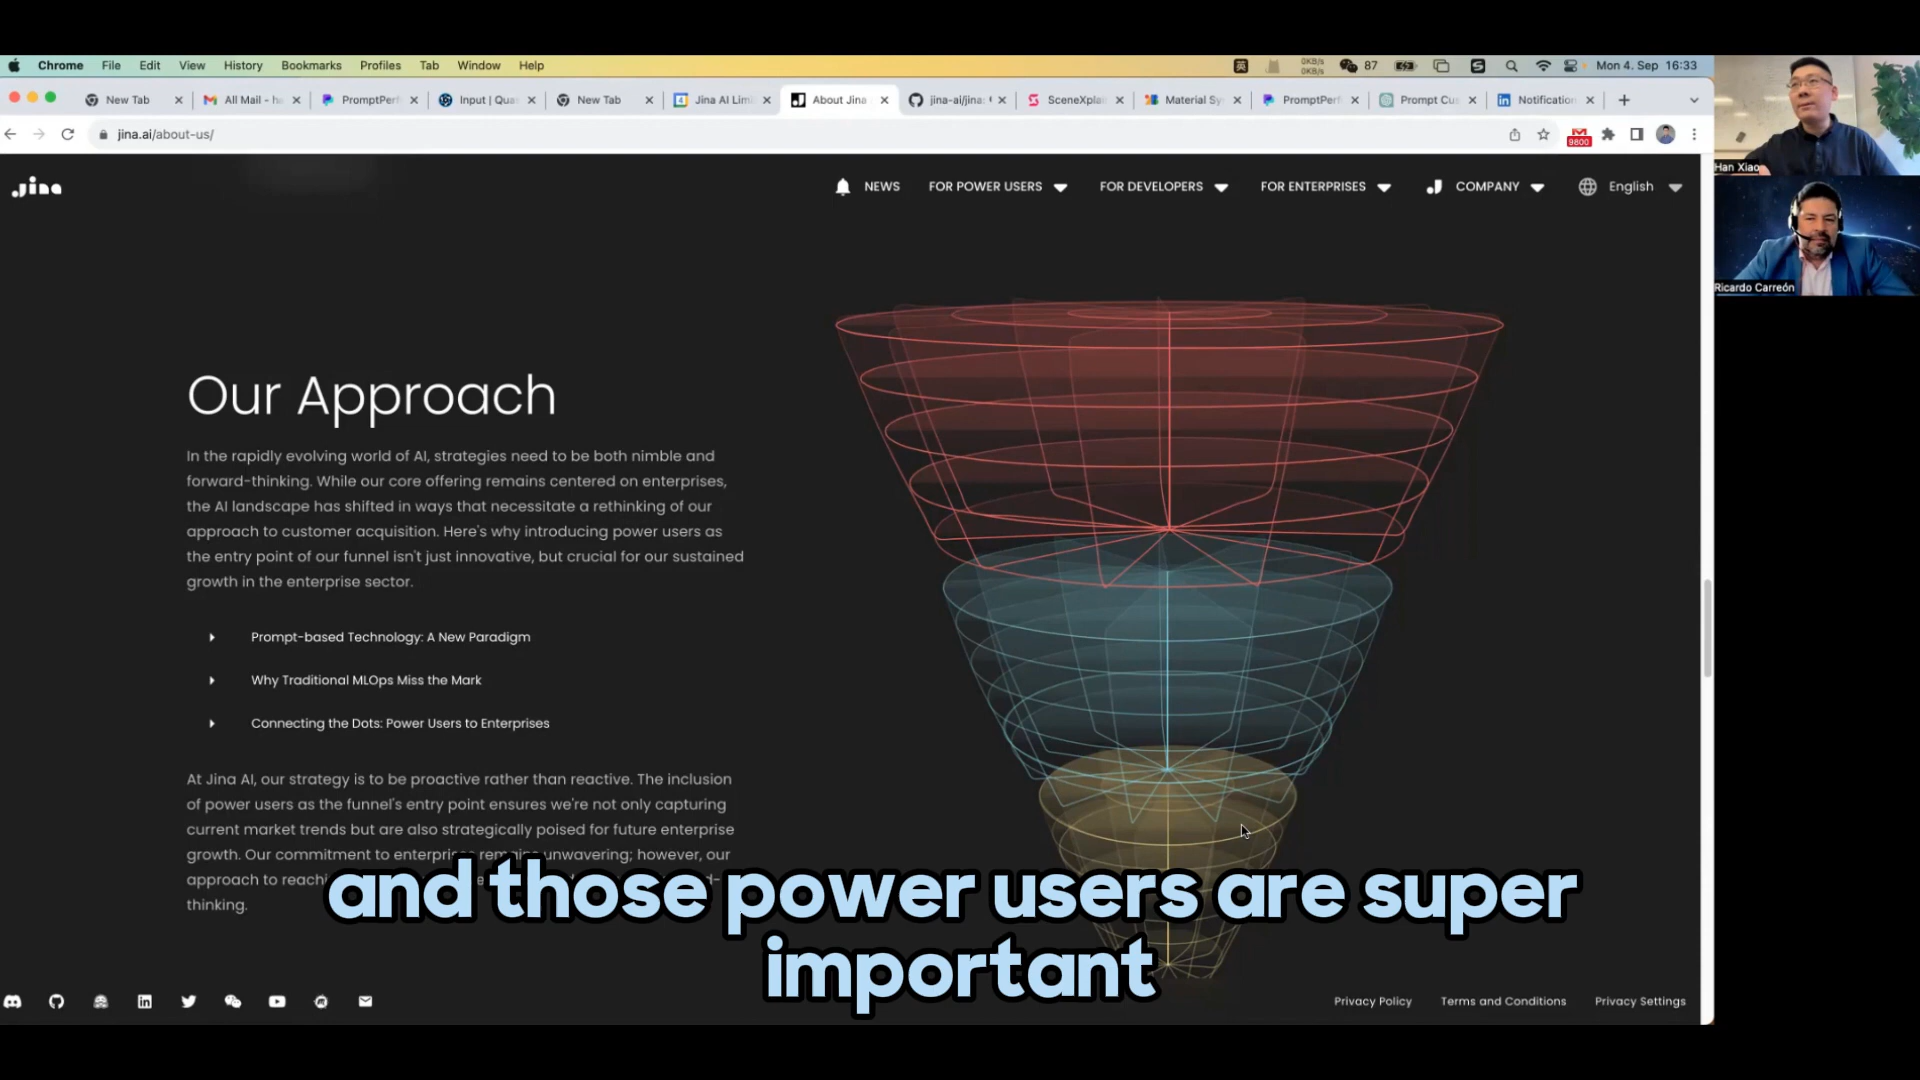 Chrome File Edit View History Bookmarks Profiles Tab Window Help
英 0KB/s 0KB/s 87 Mon 4. Sep 16:33
New Tab All Mail - ha PromptPerf Input | Qua New Tab Jina AI Lim About Jina jina-ai/jina: SceneXplai Material Sy PromptPerf Prompt Cus Notification
jina.ai/about-us/
9800
Jina
NEWS FOR POWER USERS FOR DEVELOPERS FOR ENTERPRISES COMPANY English
Han Xiao
Ricardo Carreón
Our Approach
In the rapidly evolving world of AI, strategies need to be both nimble and
forward-thinking. While our core offering remains centered on enterprises,
the AI landscape has shifted in ways that necessitate a rethinking of our
approach to customer acquisition. Here's why introducing power users as
the entry point of our funnel isn't just innovative, but crucial for our sustained
growth in the enterprise sector.
Prompt-based Technology: A New Paradigm
Why Traditional MLOps Miss the Mark
Connecting the Dots: Power Users to Enterprises
At Jina AI, our strategy is to be proactive rather than reactive. The inclusion
of power users as the funnel's entry point ensures we're not only capturing
current market trends but are also strategically poised for future enterprise
growth. Our commitment to enterprises remains unwavering; however, our
approach to reachi
thinking.
and those power users are super
important
Privacy Policy Terms and Conditions Privacy Settings